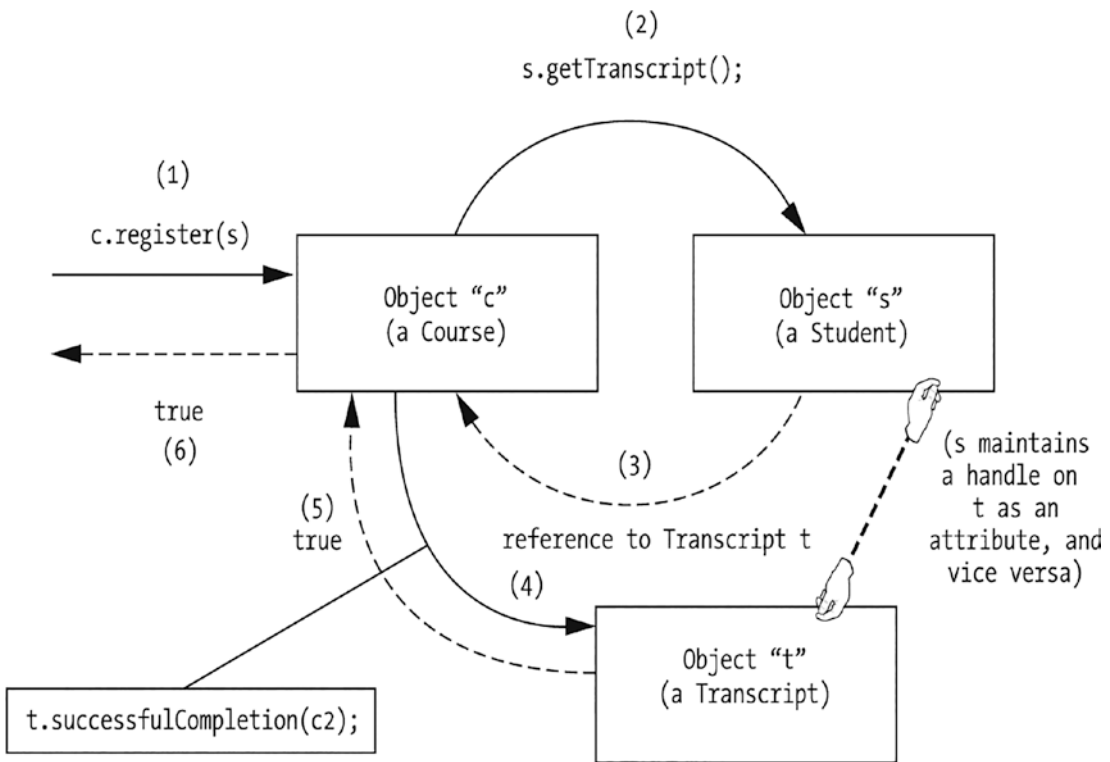 (2)
s.getTranscript();
(1)
c.register(s)
Object “c”
(a Course)
Object “s”
(a Student)
true
(6)
(3)
(s maintains
a handle on
t as an
attribute, and
vice versa)
(5)
true
reference to Transcript t
(4)
Object “t”
(a Transcript)
t.successfulCompletion(c2);